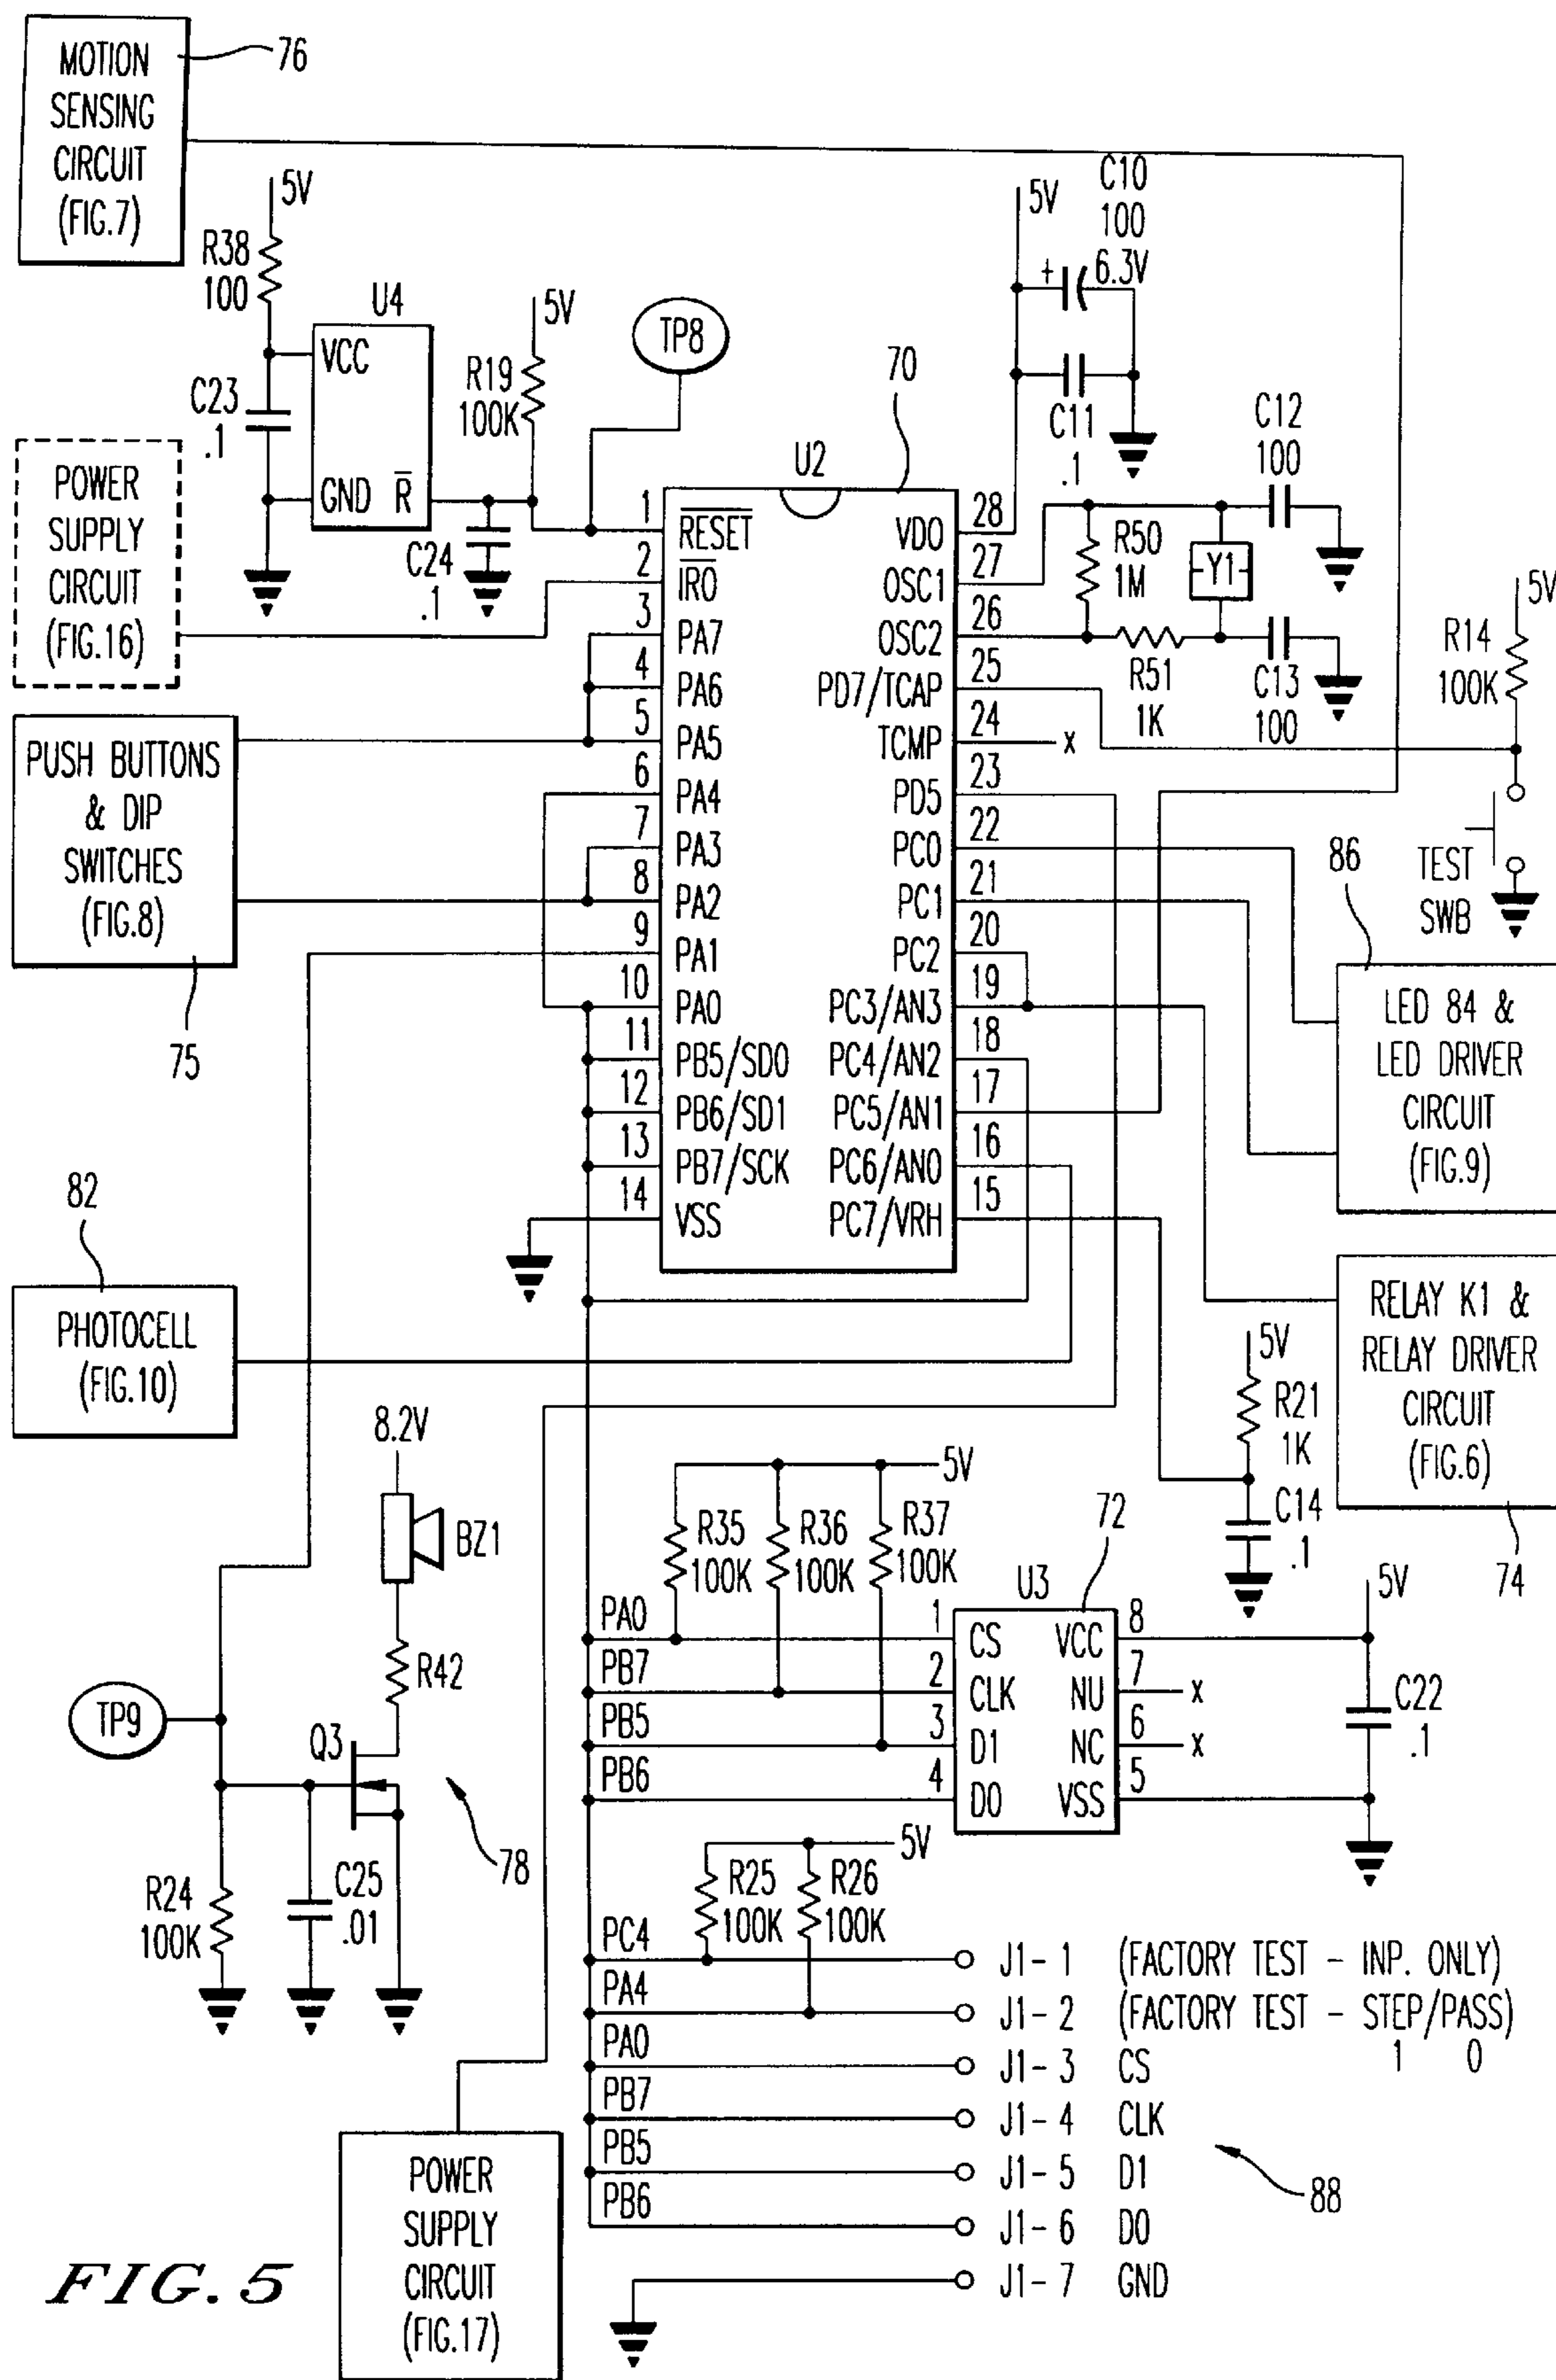 MOTION
SENSING
CIRCUIT
(FIG.7)
76
5V
R38
100
U4
VCC
GND
R̅
C23
.1
R19
100K
5V
C24
.1
TP8
5V
C10
100
6.3V
+
C11
.1
C12
100
R50
1M
Y1
R51
1K
C13
100
5V
R14
100K
TEST
SWB
POWER
SUPPLY
CIRCUIT
(FIG.16)
PUSH BUTTONS
& DIP
SWITCHES
(FIG.8)
75
82
PHOTOCELL
(FIG.10)
U2
70
1 R̅E̅S̅E̅T̅
2 I̅R̅O̅
3 PA7
4 PA6
5 PA5
6 PA4
7 PA3
8 PA2
9 PA1
10 PA0
11 PB5/SD0
12 PB6/SD1
13 PB7/SCK
14 VSS
VDO 28
OSC1 27
OSC2 26
PD7/TCAP 25
TCMP 24 x
PD5 23
PC0 22
PC1 21
PC2 20
PC3/AN3 19
PC4/AN2 18
PC5/AN1 17
PC6/AN0 16
PC7/VRH 15
86
LED 84 &
LED DRIVER
CIRCUIT
(FIG.9)
RELAY K1 &
RELAY DRIVER
CIRCUIT
(FIG.6)
74
5V
R21
1K
C14
.1
8.2V
BZ1
R42
TP9
Q3
78
R24
100K
C25
.01
5V
R35
100K
R36
100K
R37
100K
U3
72
PA0 1 CS
PB7 2 CLK
PB5 3 D1
PB6 4 D0
VCC 8
NU 7 x
NC 6 x
VSS 5
5V
C22
.1
5V
R25
100K
R26
100K
PC4 J1-1 (FACTORY TEST - INP. ONLY)
PA4 J1-2 (FACTORY TEST - STEP/PASS)
1 0
PA0 J1-3 CS
PB7 J1-4 CLK
PB5 J1-5 D1
PB6 J1-6 D0
J1-7 GND
88
POWER
SUPPLY
CIRCUIT
(FIG.17)
FIG. 5